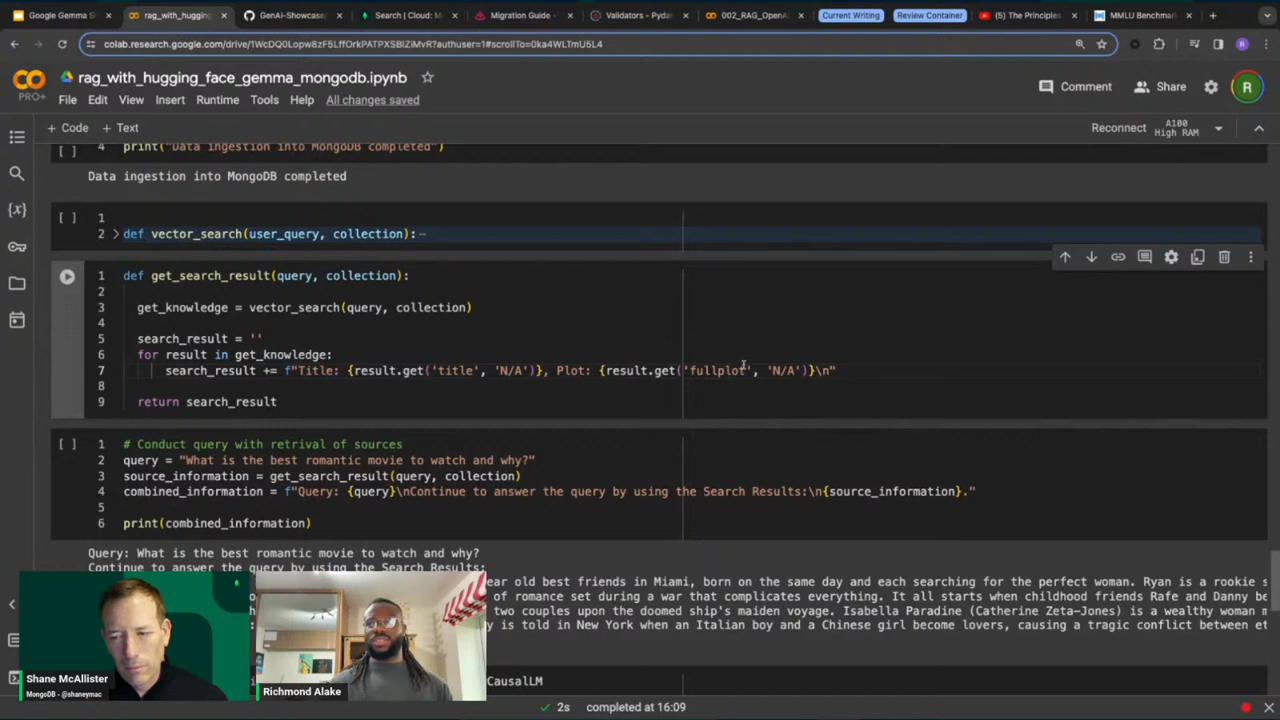 Google Gemma S
rag_with_hugging_
GenAI-Showcase
Search | Cloud: M
Migration Guide -
Validators - Pydan
002_RAG_OpenAI
Current Writing
Review Container
(5) The Principles
MMLU Benchmark
colab.research.google.com/drive/1WcDQ0Lopw8zF5LffOrkPATPXSBIZiMvR?authuser=1#scrollTo=0ka4WLTmU5L4
rag_with_hugging_face_gemma_mongodb.ipynb
PRO+
File Edit View Insert Runtime Tools Help All changes saved
Comment
Share
R
+ Code + Text
Reconnect
A100
High RAM
[ ] 4 print("Data ingestion into MongoDB completed")
Data ingestion into MongoDB completed
[ ] 1
2 def vector_search(user_query, collection):
1 def get_search_result(query, collection):
2
3 get_knowledge = vector_search(query, collection)
4
5 search_result = ''
6 for result in get_knowledge:
7 search_result += f"Title: {result.get('title', 'N/A')}, Plot: {result.get('fullplot', 'N/A')}\n"
8
9 return search_result
[ ] 1 # Conduct query with retrival of sources
2 query = "What is the best romantic movie to watch and why?"
3 source_information = get_search_result(query, collection)
4 combined_information = f"Query: {query}\nContinue to answer the query by using the Search Results:\n{source_information}."
5
6 print(combined_information)
Query: What is the best romantic movie to watch and why?
Continue to answer the query by using the Search Results:
ear old best friends in Miami, born on the same day and each searching for the perfect woman. Ryan is a rookie s
of romance set during a war that complicates everything. It all starts when childhood friends Rafe and Danny be
two couples upon the doomed ship's maiden voyage. Isabella Paradine (Catherine Zeta-Jones) is a wealthy woman m
y is told in New York when an Italian boy and a Chinese girl become lovers, causing a tragic conflict between et
CausalLM
Shane McAllister
MongoDB - @shaneymac
Richmond Alake
2s completed at 16:09